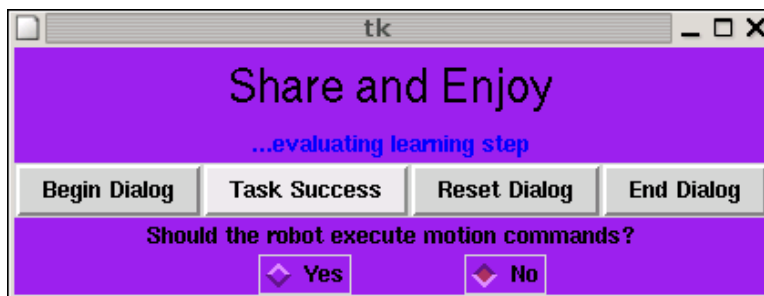 tk
Share and Enjoy
...evaluating learning step
Begin Dialog Task Success Reset Dialog End Dialog
Should the robot execute motion commands?
Yes No